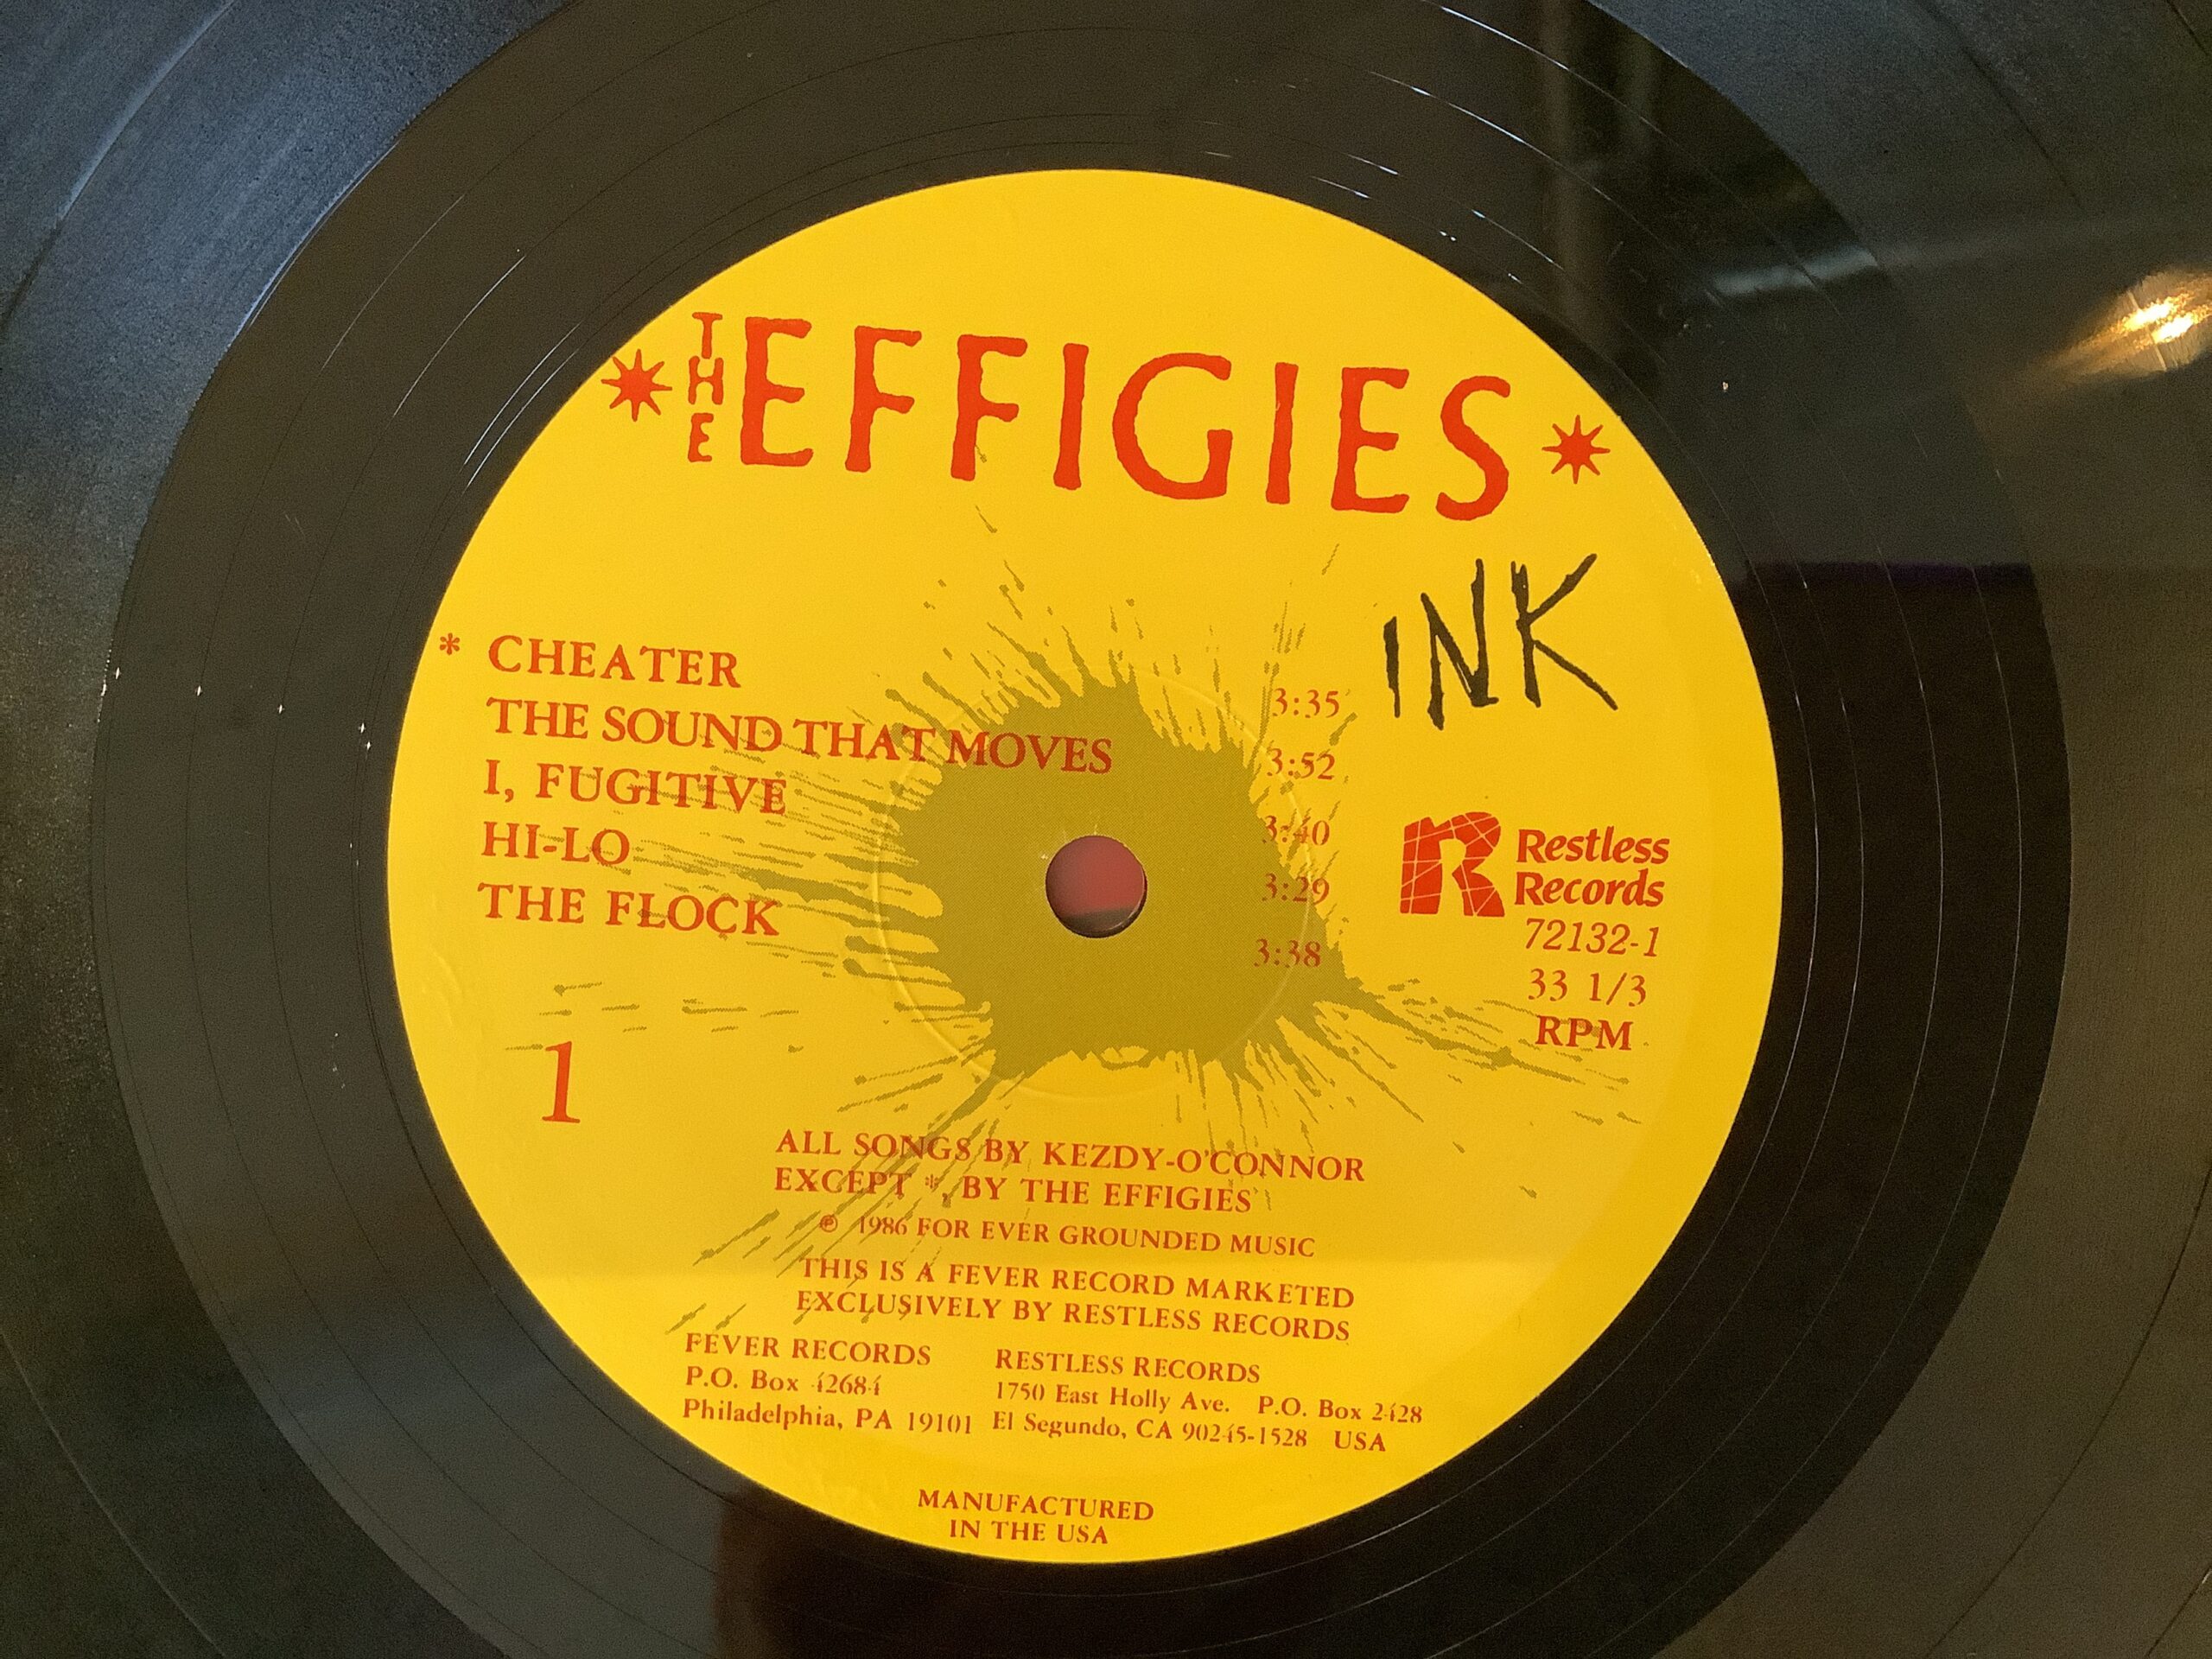 * THE EFFIGIES *
INK
* CHEATER 3:35
THE SOUND THAT MOVES 3:52
I, FUGITIVE 3:40
HI-LO 3:29
THE FLOCK 3:38
Restless
Records
72132-1
33 1/3
RPM
1
ALL SONGS BY KEZDY-O'CONNOR
EXCEPT *, BY THE EFFIGIES
℗ 1986 FOR EVER GROUNDED MUSIC
THIS IS A FEVER RECORD MARKETED
EXCLUSIVELY BY RESTLESS RECORDS
FEVER RECORDS
P.O. Box 42684
Philadelphia, PA 19101
RESTLESS RECORDS
1750 East Holly Ave. P.O. Box 2428
El Segundo, CA 90245-1528 USA
MANUFACTURED
IN THE USA